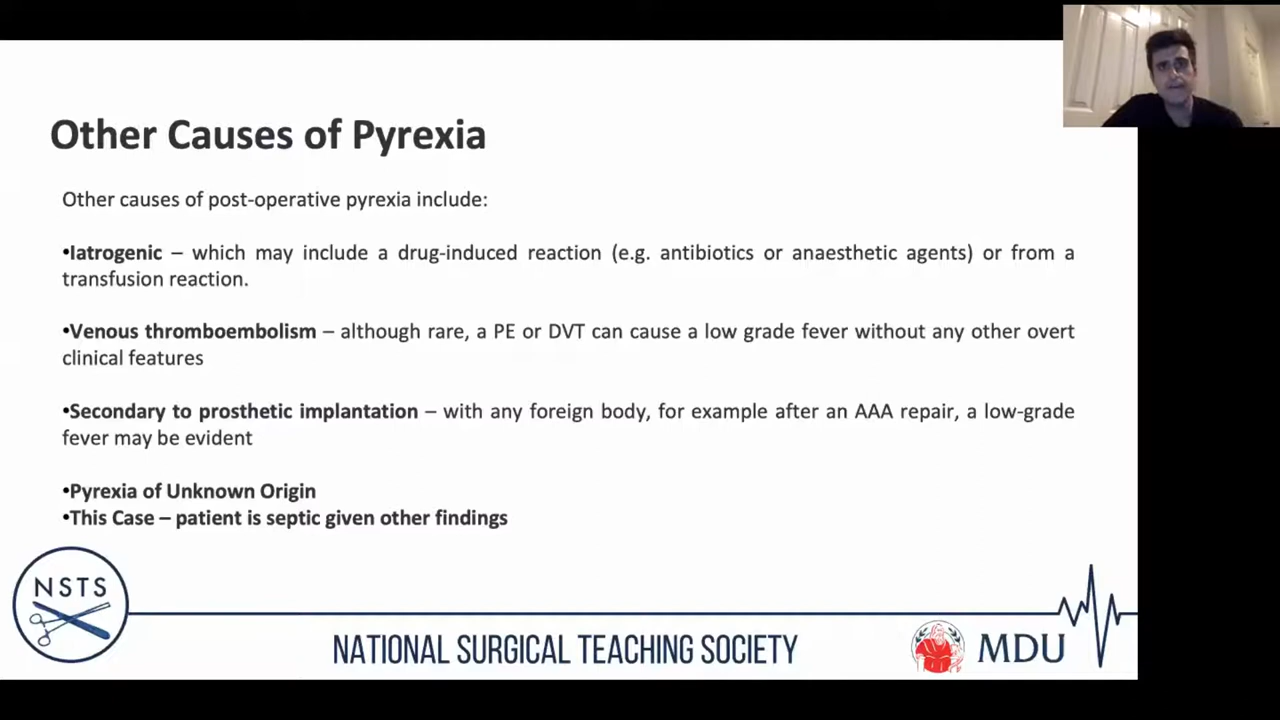 Other Causes of Pyrexia
Other causes of post-operative pyrexia include:
•Iatrogenic – which may include a drug-induced reaction (e.g. antibiotics or anaesthetic agents) or from a
transfusion reaction.
•Venous thromboembolism – although rare, a PE or DVT can cause a low grade fever without any other overt
clinical features
•Secondary to prosthetic implantation – with any foreign body, for example after an AAA repair, a low-grade
fever may be evident
•Pyrexia of Unknown Origin
•This Case – patient is septic given other findings
NSTS
NATIONAL SURGICAL TEACHING SOCIETY
MDU